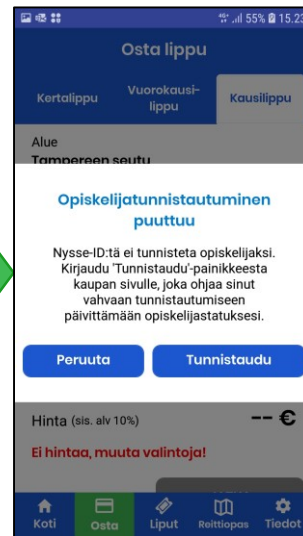 55% 15.23
Osta lippu
Kertalippu
Vuorokausi-
lippu
Kausilippu
Alue
Tampereen seutu
Opiskelijatunnistautuminen
puuttuu
Nysse-ID:tä ei tunnisteta opiskelijaksi.
Kirjaudu 'Tunnistaudu'-painikkeesta
kaupan sivulle, joka ohjaa sinut
vahvaan tunnistautumiseen
päivittämään opiskelijastatuksesi.
Peruuta Tunnistaudu
Hinta (sis. alv 10%) -- €
Ei hintaa, muuta valintoja!
Koti Osta Liput Reittiopas Tiedot